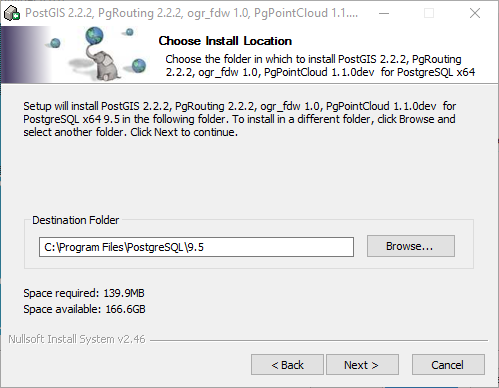 PostGIS 2.2.2, PgRouting 2.2.2, ogr_fdw 1.0, PgPointCloud 1.1....
Choose Install Location
Choose the folder in which to install PostGIS 2.2.2, PgRouting
2.2.2, ogr_fdw 1.0, PgPointCloud 1.1.0dev for PostgreSQL x64
Setup will install PostGIS 2.2.2, PgRouting 2.2.2, ogr_fdw 1.0, PgPointCloud 1.1.0dev for
PostgreSQL x64 9.5 in the following folder. To install in a different folder, click Browse and
select another folder. Click Next to continue.
Destination Folder
C:\Program Files\PostgreSQL\9.5
Browse...
Space required: 139.9MB
Space available: 166.6GB
Nullsoft Install System v2.46
< Back
Next >
Cancel